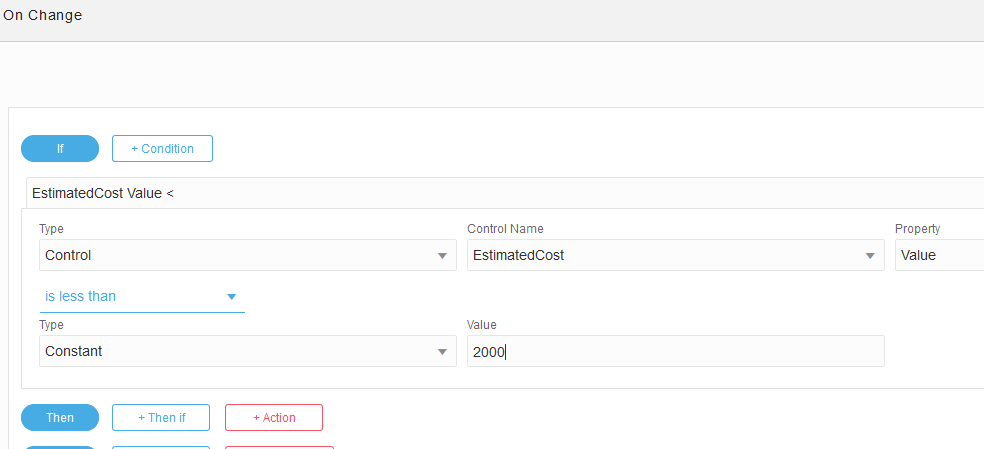 On Change
If + Condition
EstimatedCost Value <
Type Control Name Property
Control EstimatedCost Value
is less than
Type Value
Constant 2000
Then + Then if + Action